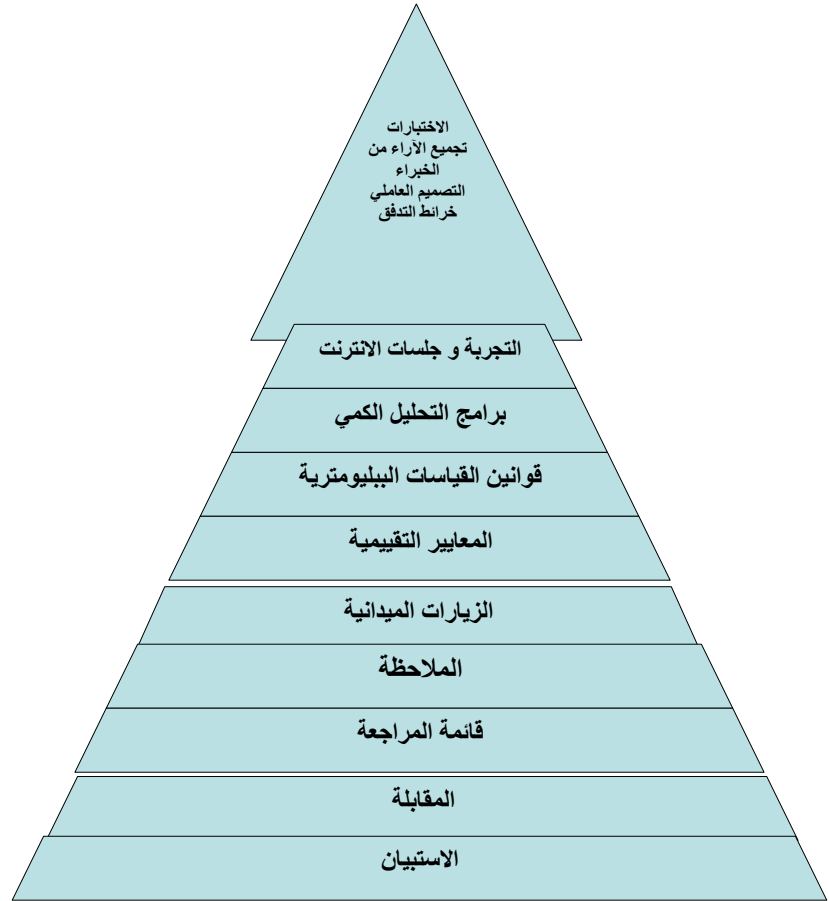 الاختبارات
تجميع الآراء من
الخبراء
التصميم العاملي
خرائط التدفق
التجربة و جلسات الانترنت
برامج التحليل الكمي
قوانين القياسات الببليومترية
المعايير التقييمية
الزيارات الميدانية
الملاحظة
قائمة المراجعة
المقابلة
الاستبيان